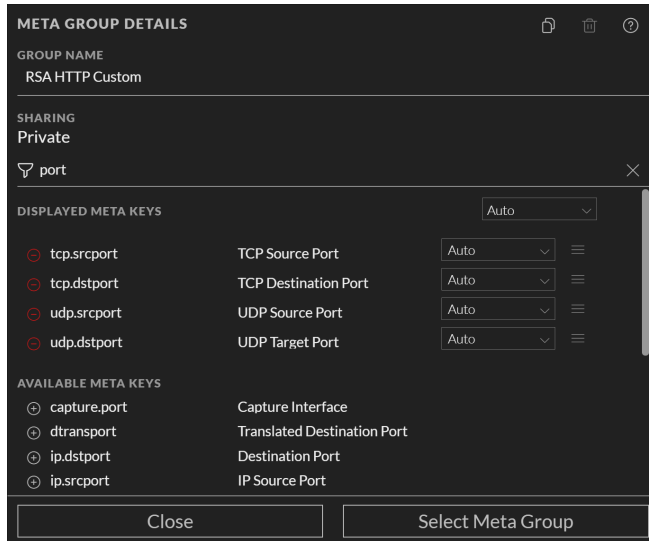 META GROUP DETAILS
GROUP NAME
RSA HTTP Custom
SHARING
Private
port
DISPLAYED META KEYS Auto
tcp.srcport TCP Source Port Auto
tcp.dstport TCP Destination Port Auto
udp.srcport UDP Source Port Auto
udp.dstport UDP Target Port Auto
AVAILABLE META KEYS
capture.port Capture Interface
dtransport Translated Destination Port
ip.dstport Destination Port
ip.srcport IP Source Port
Close Select Meta Group